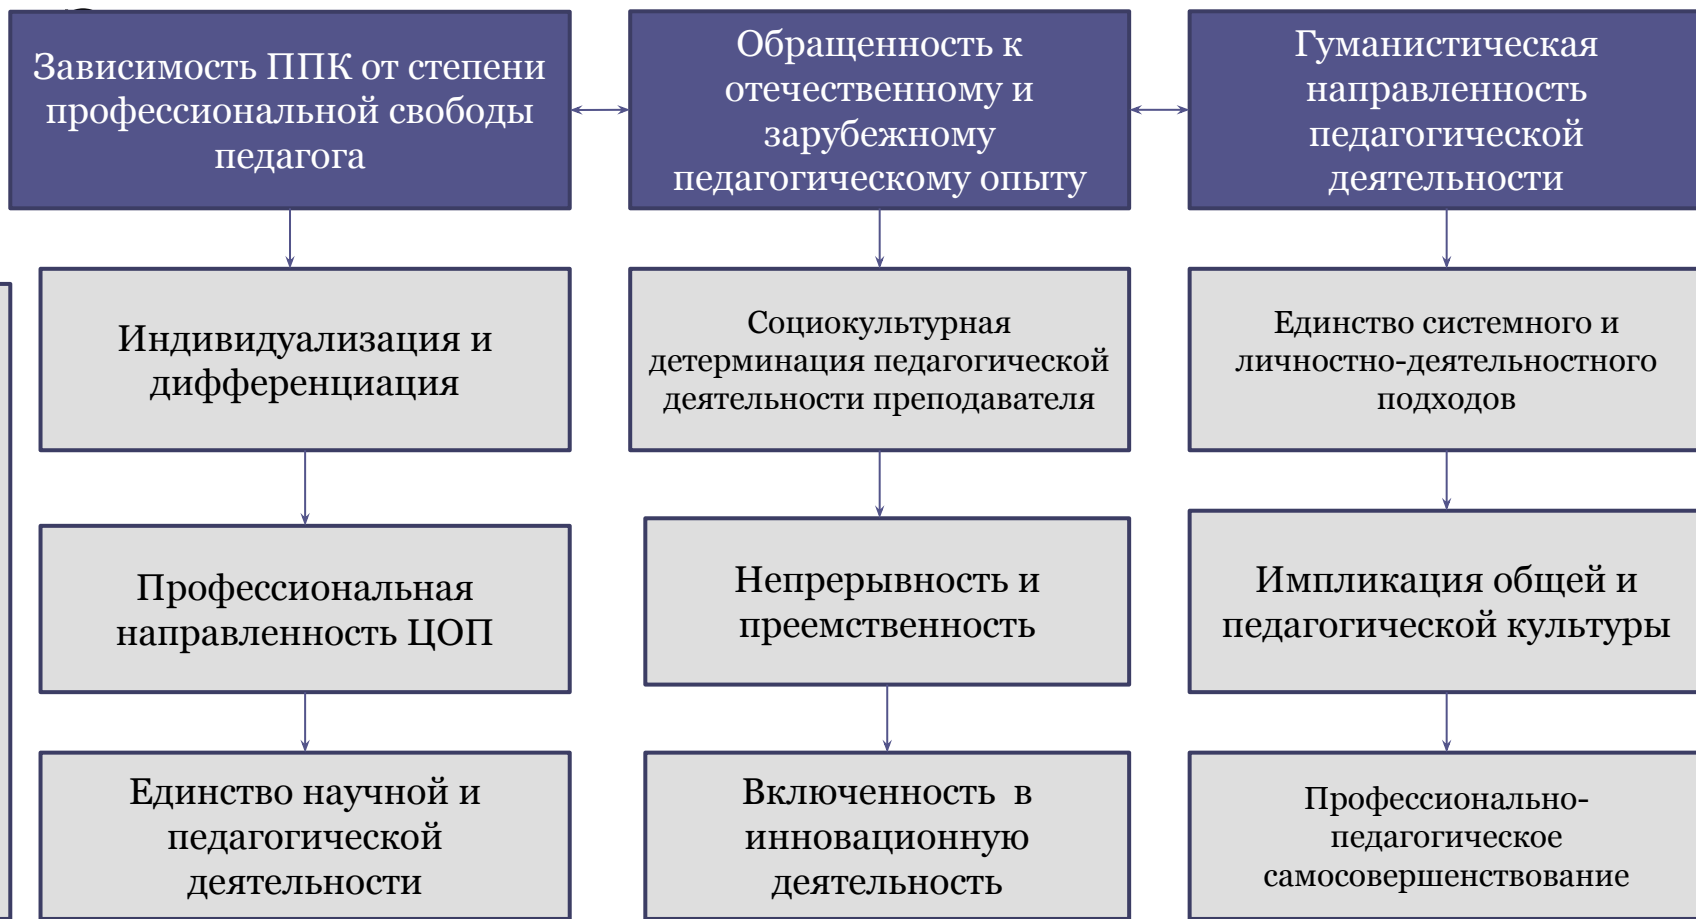 Зависимость ППК от степени
профессиональной свободы
педагога
Обращенность к
отечественному и
зарубежному
педагогическому опыту
Гуманистическая
направленность
педагогической
деятельности
Индивидуализация и
дифференциация
Социокультурная
детерминация педагогической
деятельности преподавателя
Единство системного и
личностно-деятельностного
подходов
Профессиональная
направленность ЦОП
Непрерывность и
преемственность
Импликация общей и
педагогической культуры
Единство научной и
педагогической
деятельности
Включенность в
инновационную
деятельность
Профессионально-
педагогическое
самосовершенствование